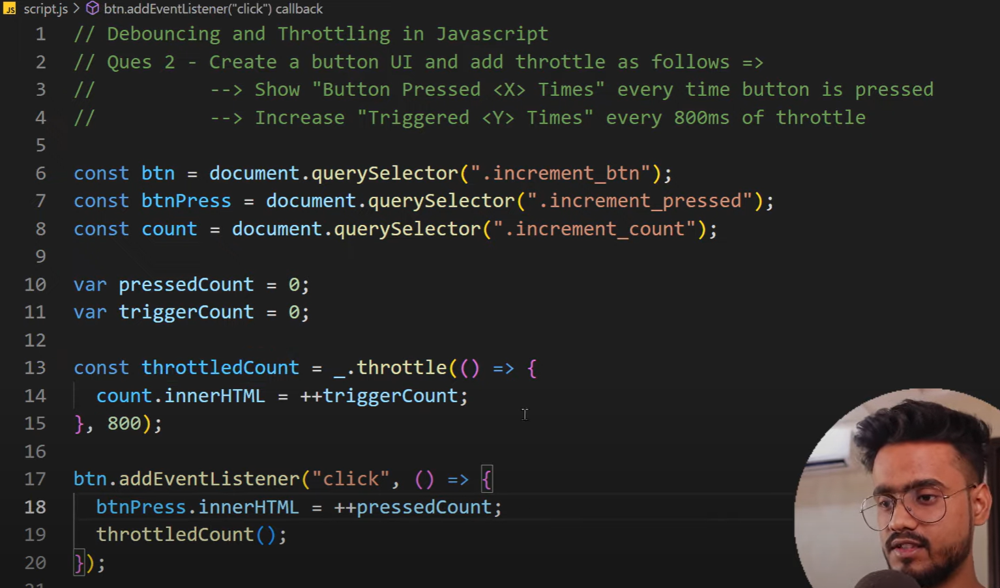 JS script.js > btn.addEventListener("click") callback
1 // Debouncing and Throttling in Javascript
2 // Ques 2 - Create a button UI and add throttle as follows =>
3 //          --> Show "Button Pressed <X> Times" every time button is pressed
4 //          --> Increase "Triggered <Y> Times" every 800ms of throttle
5
6 const btn = document.querySelector(".increment_btn");
7 const btnPress = document.querySelector(".increment_pressed");
8 const count = document.querySelector(".increment_count");
9
10 var pressedCount = 0;
11 var triggerCount = 0;
12
13 const throttledCount = _.throttle(() => {
14   count.innerHTML = ++triggerCount;
15 }, 800);
16
17 btn.addEventListener("click", () => {
18   btnPress.innerHTML = ++pressedCount;
19   throttledCount();
20 });
21